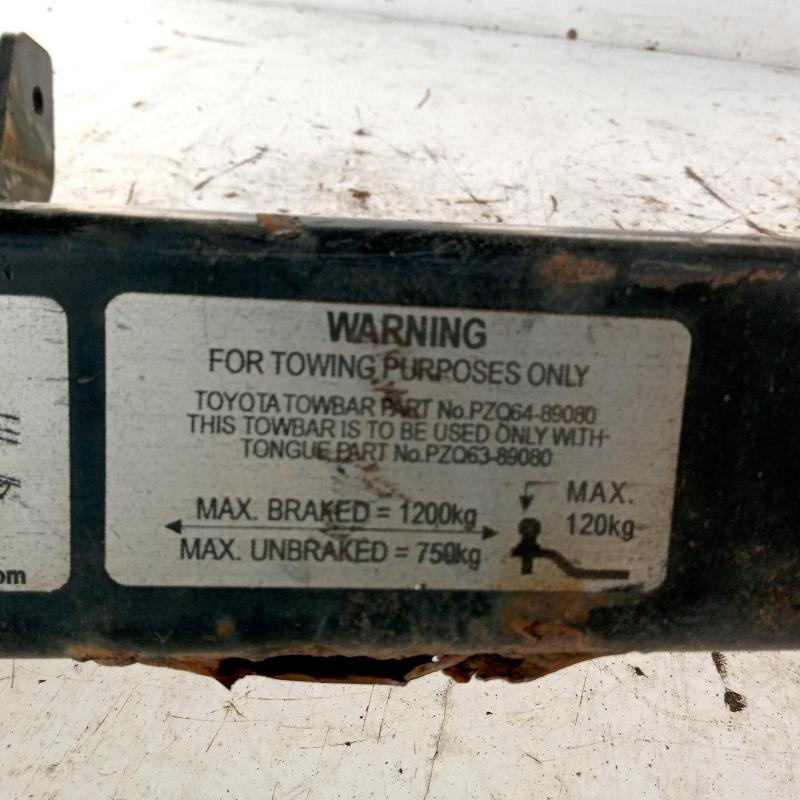 WARNING
FOR TOWING PURPOSES ONLY
TOYOTA TOWBAR PART No.PZQ64-89080
THIS TOWBAR IS TO BE USED ONLY WITH
TONGUE PART No.PZQ63-89080
MAX. BRAKED = 1200kg
MAX. UNBRAKED = 750kg
MAX.
120kg
om